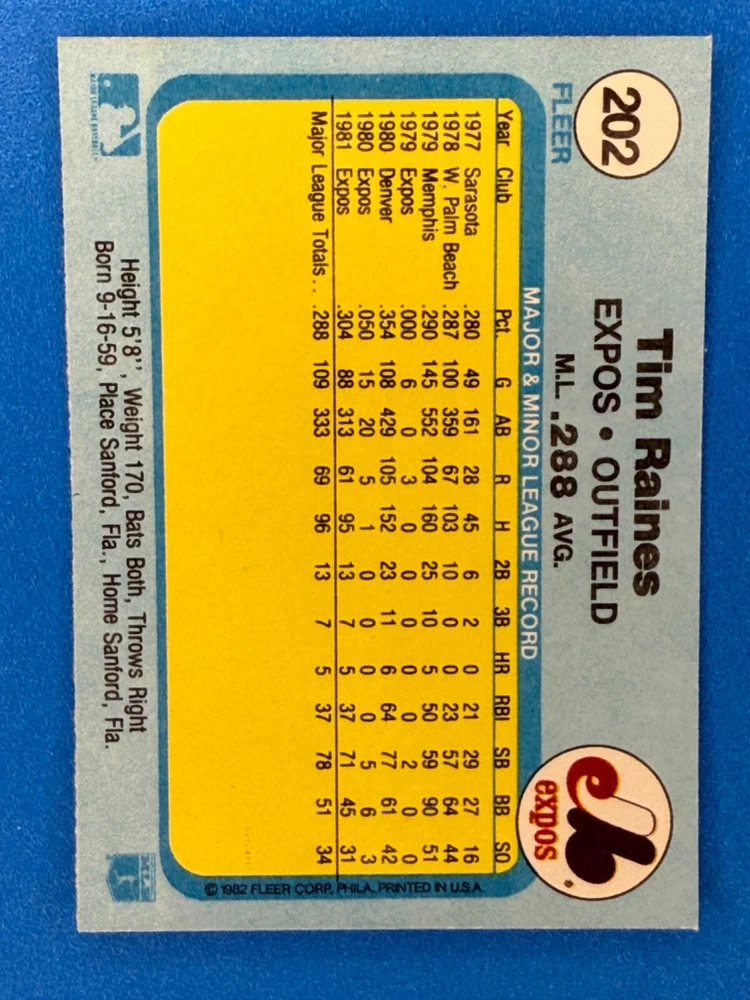 202
FLEER
Tim Raines
EXPOS • OUTFIELD
M.L. .288 AVG.
expos
MAJOR & MINOR LEAGUE RECORD
Year Club Pct. G AB R H 2B 3B HR RBI SB BB SO
1977 Sarasota .280 49 161 28 45 6 2 0 21 29 27 16
1978 W. Palm Beach .287 100 359 67 103 10 0 0 23 57 64 44
1979 Memphis .290 145 552 104 160 25 10 5 50 59 90 51
1979 Expos .000 6 0 3 0 0 0 0 0 2 0 0
1980 Denver .354 108 429 105 152 23 11 6 64 77 61 42
1980 Expos .050 15 20 5 1 0 0 0 0 5 6 3
1981 Expos .304 88 313 61 95 13 7 5 37 71 45 31
Major League Totals . . .288 109 333 69 96 13 7 5 37 78 51 34
© 1982 FLEER CORP. PHILA. PRINTED IN U.S.A.
Height 5'8'', Weight 170, Bats Both, Throws Right
Born 9-16-59, Place Sanford, Fla., Home Sanford, Fla.